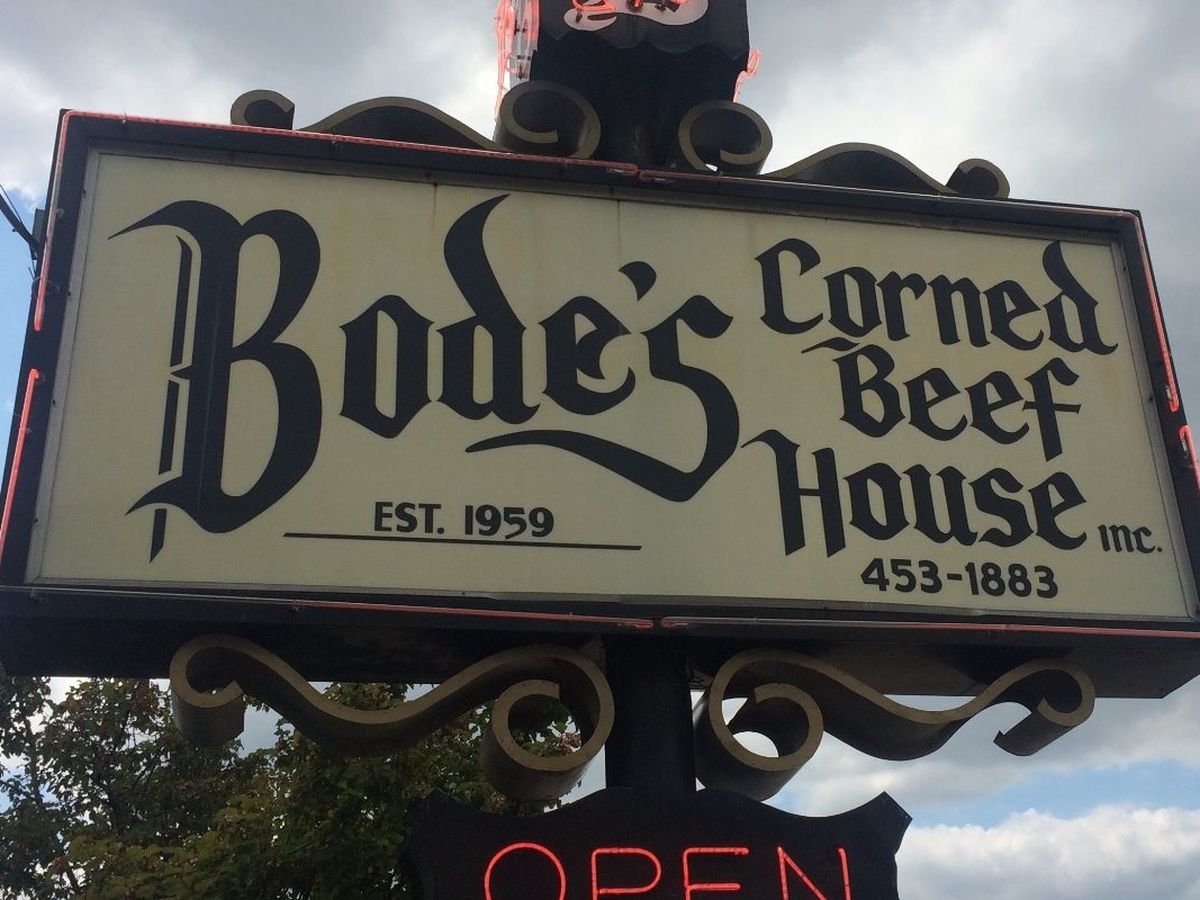 Bode's
Corned
Beef
House inc.
EST. 1959
453-1883
OPEN